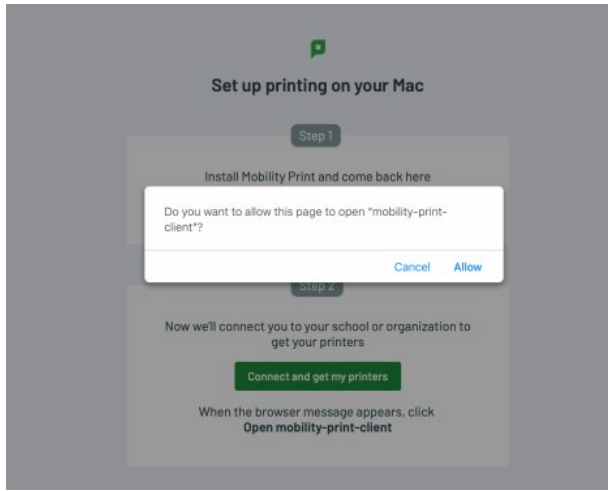 Set up printing on your Mac
Step 1
Install Mobility Print and come back here
Do you want to allow this page to open "mobility-print-
client"?
Cancel Allow
Step 2
Now we'll connect you to your school or organization to
get your printers
Connect and get my printers
When the browser message appears, click
Open mobility-print-client